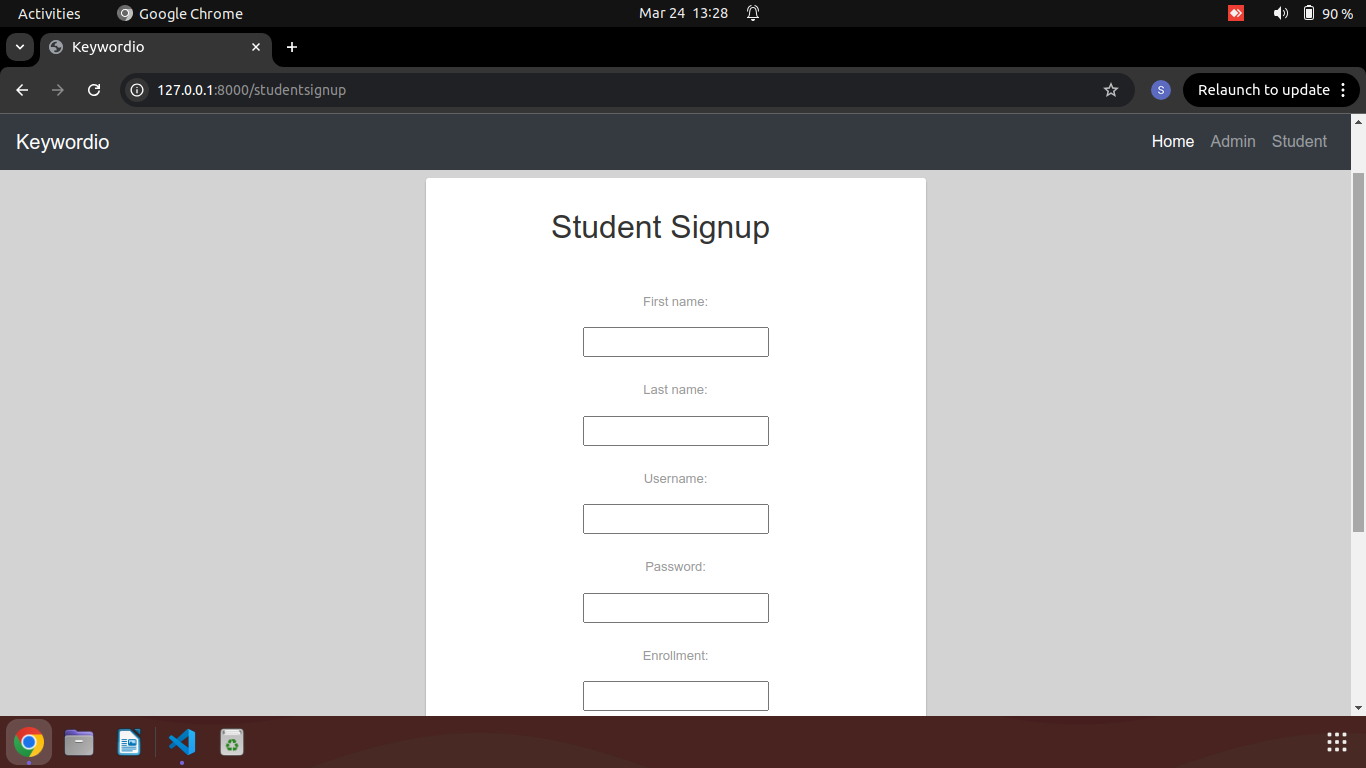 Activities Google Chrome Mar 24 13:28 90 %
Keywordio
127.0.0.1:8000/studentsignup S Relaunch to update
Keywordio Home Admin Student
Student Signup
First name:
Last name:
Username:
Password:
Enrollment: